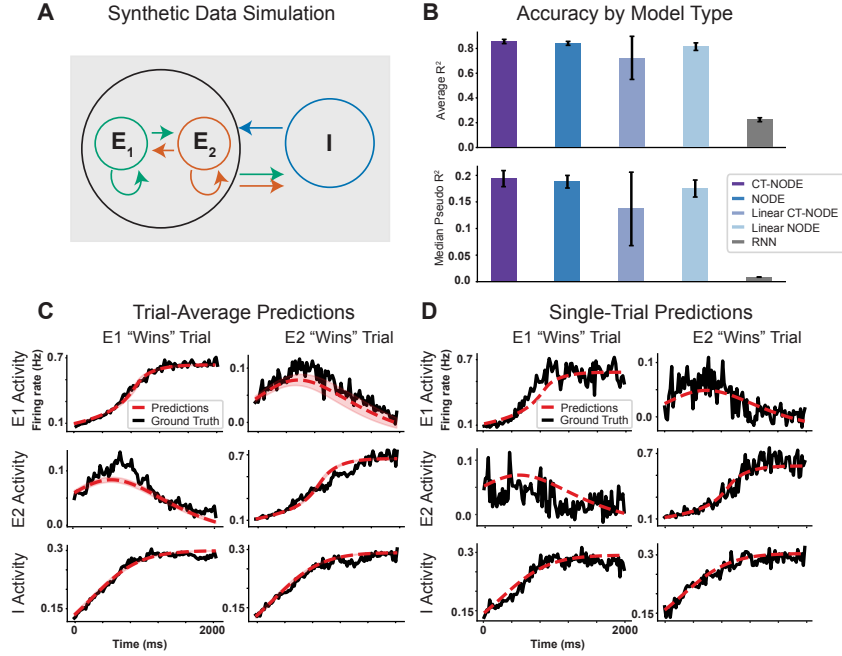 A Synthetic Data Simulation
E1
E2
I
B Accuracy by Model Type
Average R²
0.8
0.6
0.4
0.2
0.0
Median Pseudo R²
0.2
0.15
0.1
0.05
0.0
CT-NODE
NODE
Linear CT-NODE
Linear NODE
RNN
C Trial-Average Predictions
E1 “Wins” Trial E2 “Wins” Trial
E1 Activity
Firing rate (Hz)
0.7
0.1
Predictions
Ground Truth
0.1
0.0
E2 Activity
0.1
0.0
0.7
0.1
I Activity
0.3
0.15
0.3
0.15
0 2000
Time (ms)
D Single-Trial Predictions
E1 “Wins” Trial E2 “Wins” Trial
E1 Activity
Firing rate (Hz)
0.7
0.1
Predictions
Ground Truth
0.1
0.0
E2 Activity
0.1
0.0
0.7
0.1
I Activity
0.3
0.15
0.3
0.15
0 2000
Time (ms)